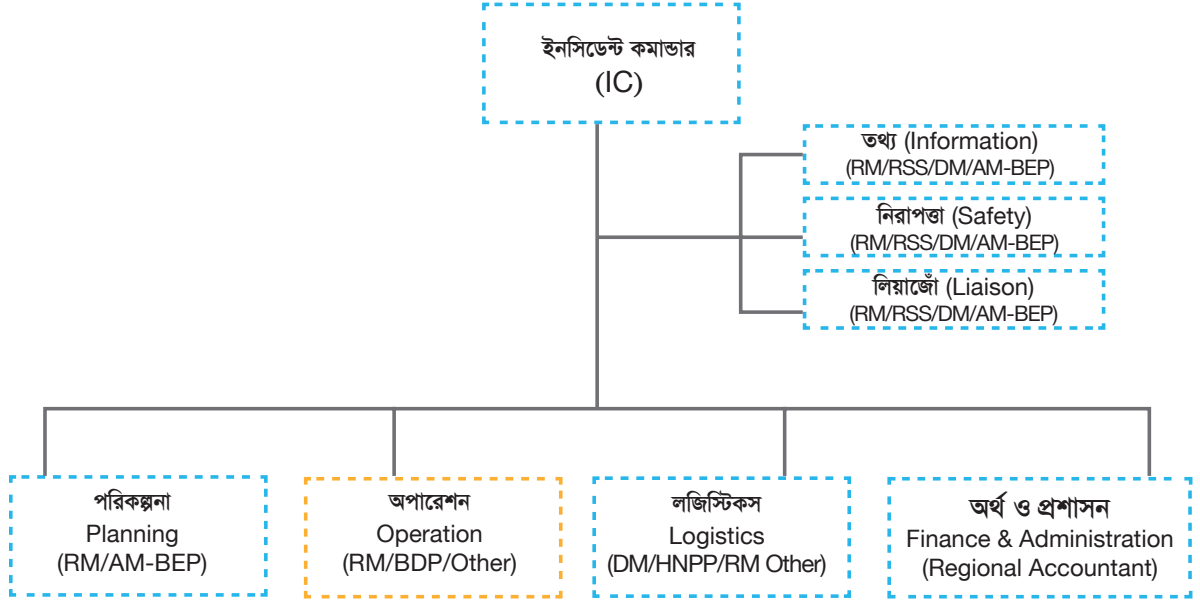 ইনসিডেন্ট কমান্ডার
(IC)
তথ্য (Information)
(RM/RSS/DM/AM-BEP)
নিরাপত্তা (Safety)
(RM/RSS/DM/AM-BEP)
লিয়াজোঁ (Liaison)
(RM/RSS/DM/AM-BEP)
পরিকল্পনা
Planning
(RM/AM-BEP)
অপারেশন
Operation
(RM/BDP/Other)
লজিস্টিকস
Logistics
(DM/HNPP/RM Other)
অর্থ ও প্রশাসন
Finance & Administration
(Regional Accountant)